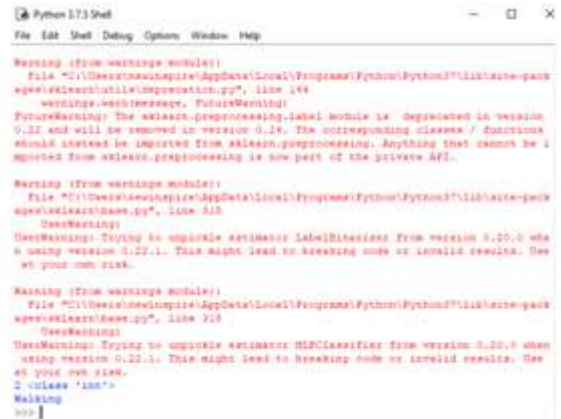 Python 3.7.3 Shell
File Edit Shell Debug Options Window Help
Warning (from warnings module):
File "C:\Users\newinspire\AppData\Local\Programs\Python\Python37\lib\site-pack
ages\sklearn\utils\deprecation.py", line 144
warnings.warn(message, FutureWarning)
FutureWarning: The sklearn.preprocessing.label module is deprecated in version
0.22 and will be removed in version 0.24. The corresponding classes / functions
should instead be imported from sklearn.preprocessing. Anything that cannot be i
mported from sklearn.preprocessing is now part of the private API.
Warning (from warnings module):
File "C:\Users\newinspire\AppData\Local\Programs\Python\Python37\lib\site-pack
ages\sklearn\base.py", line 318
UserWarning)
UserWarning: Trying to unpickle estimator LabelBinarizer from version 0.20.0 whe
n using version 0.22.1. This might lead to breaking code or invalid results. Use
at your own risk.
Warning (from warnings module):
File "C:\Users\newinspire\AppData\Local\Programs\Python\Python37\lib\site-pack
ages\sklearn\base.py", line 318
UserWarning)
UserWarning: Trying to unpickle estimator MLPClassifier from version 0.20.0 when
using version 0.22.1. This might lead to breaking code or invalid results. Use
at your own risk.
2 <class 'int'>
Walking
>>>